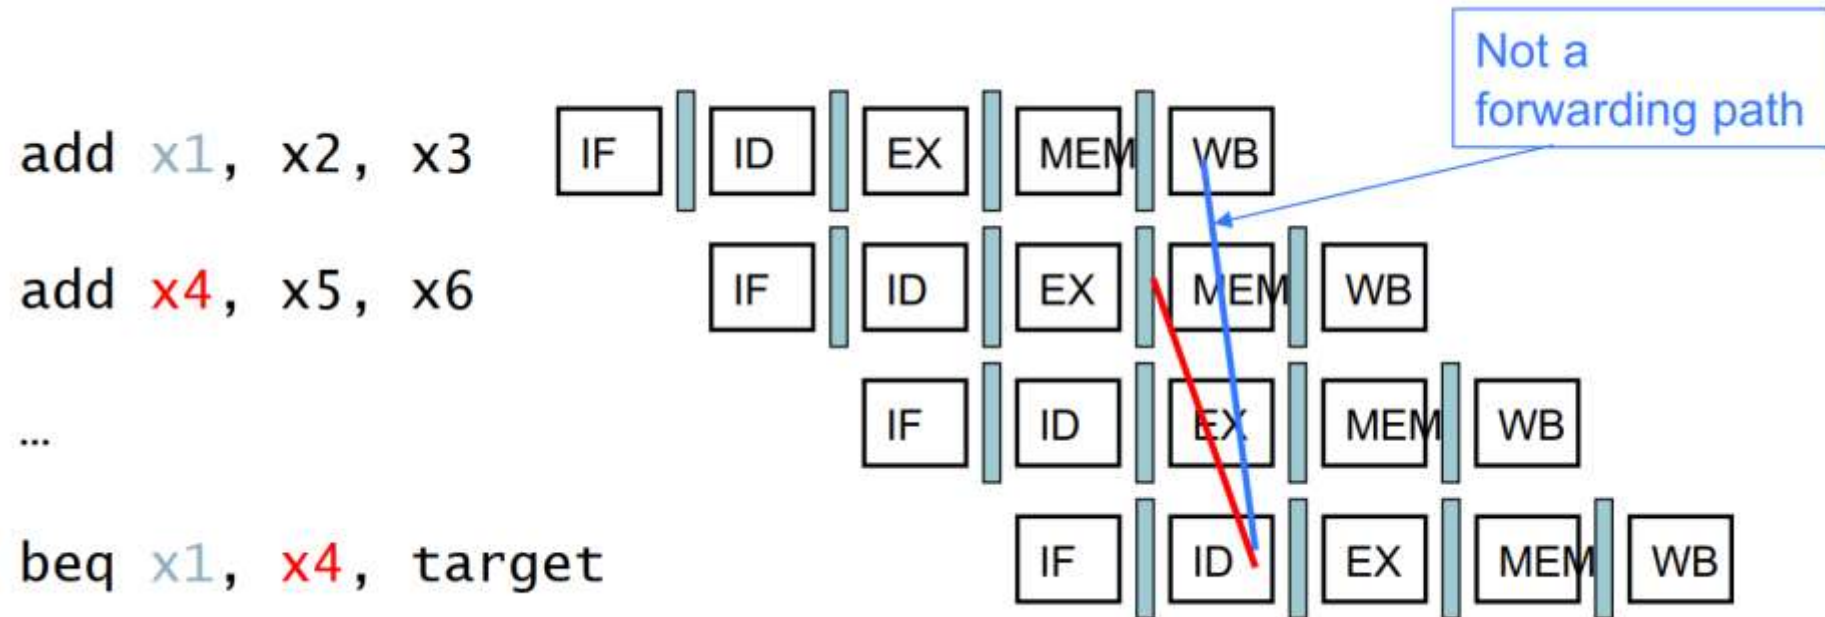 Not a
forwarding path
add x1, x2, x3 IF ID EX MEM WB
add x4, x5, x6 IF ID EX MEM WB
… IF ID EX MEM WB
beq x1, x4, target IF ID EX MEM WB